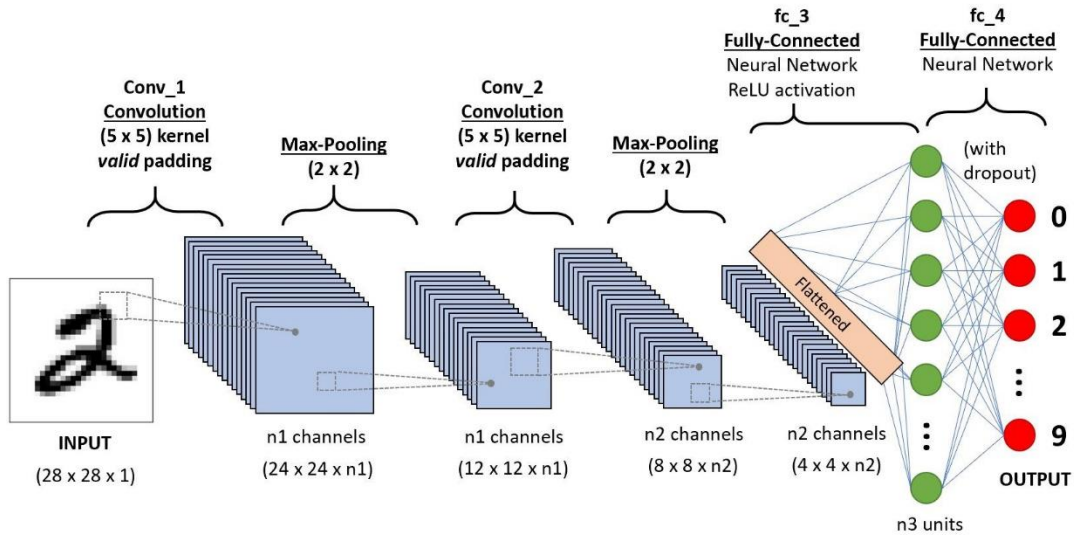 Conv_1
Convolution
(5 x 5) kernel
valid padding
Max-Pooling
(2 x 2)
Conv_2
Convolution
(5 x 5) kernel
valid padding
Max-Pooling
(2 x 2)
fc_3
Fully-Connected
Neural Network
ReLU activation
fc_4
Fully-Connected
Neural Network
(with
dropout)
2
INPUT
(28 x 28 x 1)
n1 channels
(24 x 24 x n1)
n1 channels
(12 x 12 x n1)
n2 channels
(8 x 8 x n2)
n2 channels
(4 x 4 x n2)
Flattened
n3 units
0
1
2
9
OUTPUT